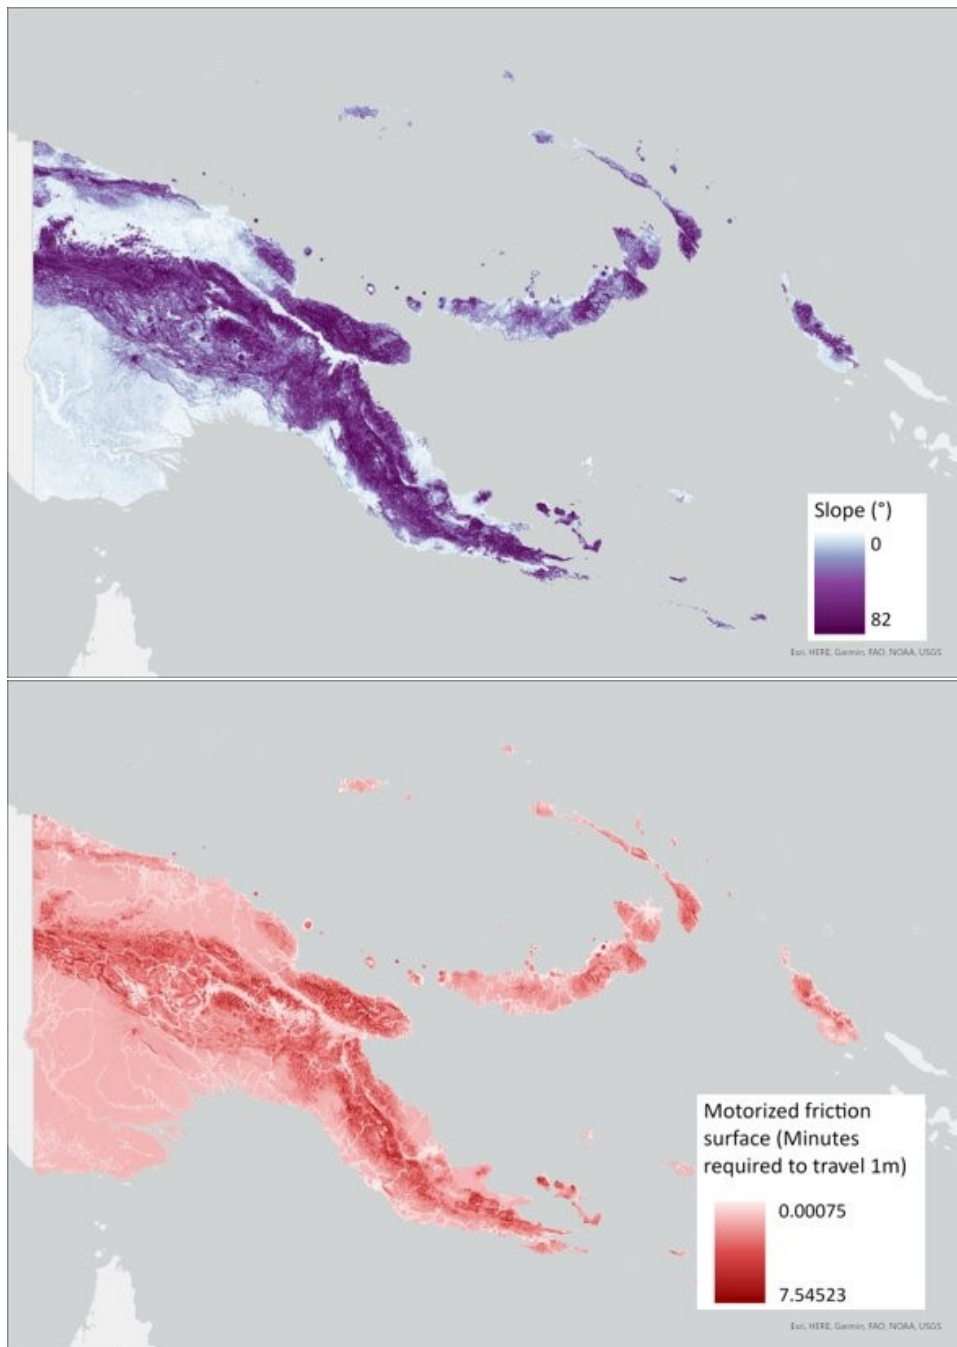 Slope (°)
0
82
Esri, HERE, Garmin, FAO, NOAA, USGS
Motorized friction
surface (Minutes
required to travel 1m)
0.00075
7.54523
Esri, HERE, Garmin, FAO, NOAA, USGS